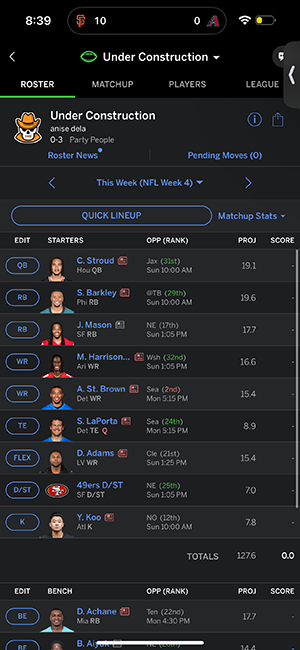 8:39 10 0
Under Construction
ROSTER MATCHUP PLAYERS LEAGUE
Under Construction
anise dela
0-3 Party People
Roster News Pending Moves (0)
This Week (NFL Week 4)
QUICK LINEUP Matchup Stats
EDIT STARTERS OPP (RANK) PROJ SCORE
QB C. Stroud Jax (31st) 19.1 -
Hou QB Sun 10:00 AM
RB S. Barkley @TB (29th) 19.6 -
Phi RB Sun 10:00 AM
RB J. Mason NE (17th) 17.7 -
SF RB Sun 1:05 PM
WR M. Harrison... Wsh (32nd) 16.6 -
Ari WR Sun 1:05 PM
WR A. St. Brown Sea (2nd) 15.4 -
Det WR Mon 5:15 PM
TE S. LaPorta Sea (24th) 8.9 -
Det TE Q Mon 5:15 PM
FLEX D. Adams Cle (21st) 15.4 -
LV WR Sun 1:25 PM
D/ST 49ers D/ST NE (25th) 7.0 -
SF D/ST Sun 1:05 PM
K Y. Koo NO (12th) 7.8 -
Atl K Sun 10:00 AM
TOTALS 127.6 0.0
EDIT BENCH OPP (RANK) PROJ SCORE
BE D. Achane Ten (22nd) 17.7 -
Mia RB Mon 4:30 PM
BE B. Aiyuk